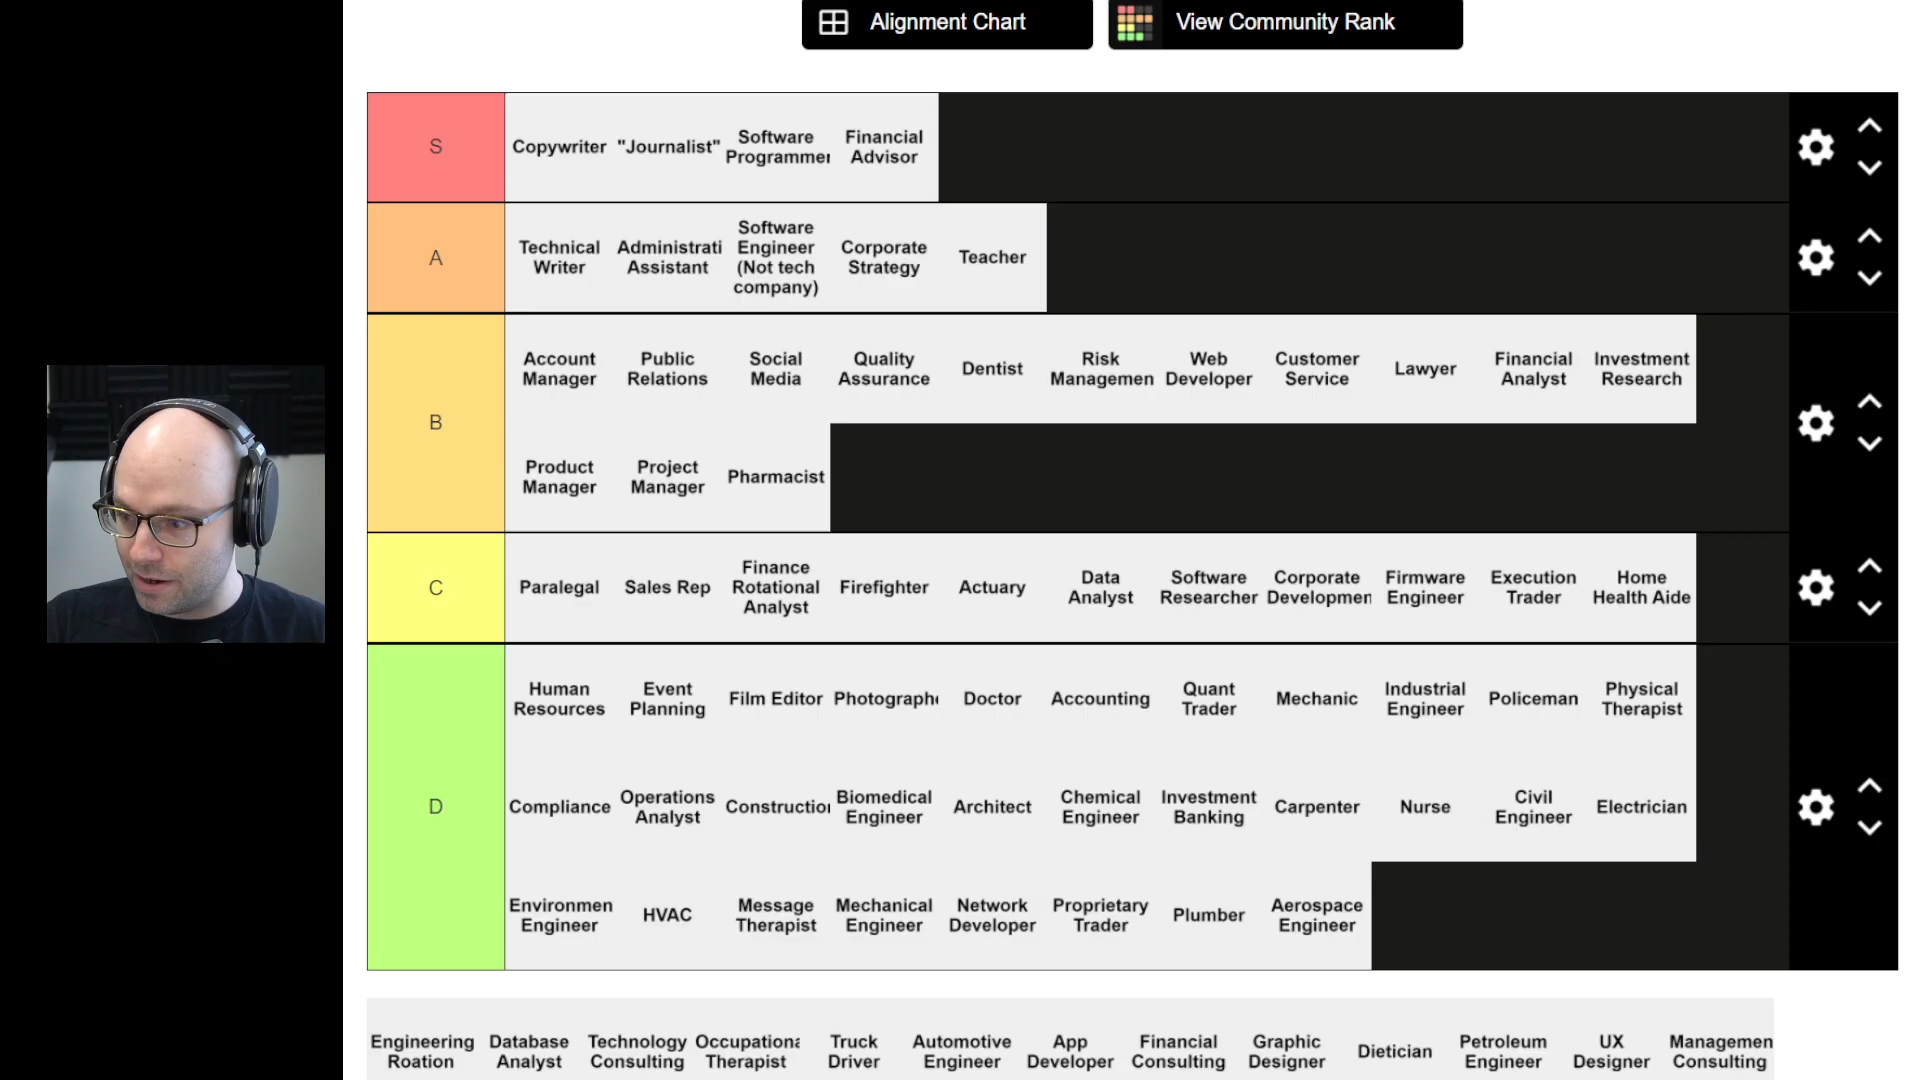 Alignment Chart
View Community Rank
S
Copywriter
"Journalist"
Software
Programmer
Financial
Advisor
A
Technical
Writer
Administrati
Assistant
Software
Engineer
(Not tech
company)
Corporate
Strategy
Teacher
B
Account
Manager
Public
Relations
Social
Media
Quality
Assurance
Dentist
Risk
Managemen
Web
Developer
Customer
Service
Lawyer
Financial
Analyst
Investment
Research
Product
Manager
Project
Manager
Pharmacist
C
Paralegal
Sales Rep
Finance
Rotational
Analyst
Firefighter
Actuary
Data
Analyst
Software
Researcher
Corporate
Developmen
Firmware
Engineer
Execution
Trader
Home
Health Aide
D
Human
Resources
Event
Planning
Film Editor
Photographe
Doctor
Accounting
Quant
Trader
Mechanic
Industrial
Engineer
Policeman
Physical
Therapist
Compliance
Operations
Analyst
Construction
Biomedical
Engineer
Architect
Chemical
Engineer
Investment
Banking
Carpenter
Nurse
Civil
Engineer
Electrician
Environmen
Engineer
HVAC
Message
Therapist
Mechanical
Engineer
Network
Developer
Proprietary
Trader
Plumber
Aerospace
Engineer
Engineering
Roation
Database
Analyst
Technology
Consulting
Occupationa
Therapist
Truck
Driver
Automotive
Engineer
App
Developer
Financial
Consulting
Graphic
Designer
Dietician
Petroleum
Engineer
UX
Designer
Managemen
Consulting